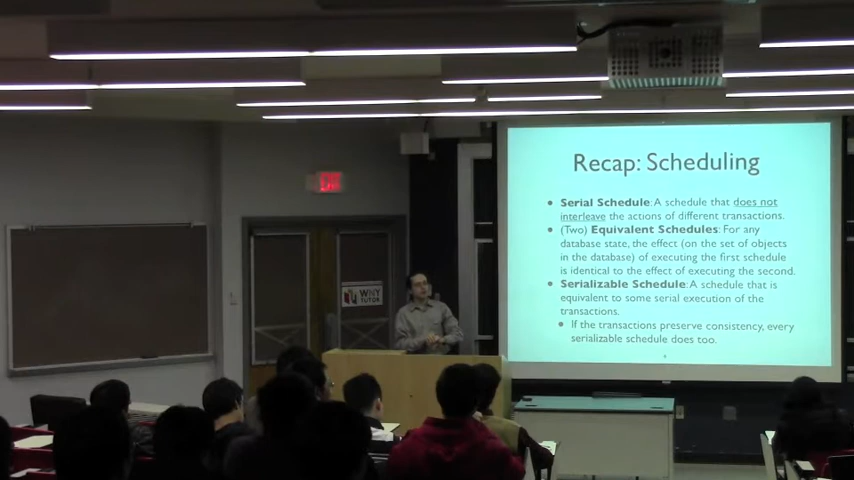 Recap: Scheduling
• Serial Schedule: A schedule that does not
interleave the actions of different transactions.
• (Two) Equivalent Schedules: For any
database state, the effect (on the set of objects
in the database) of executing the first schedule
is identical to the effect of executing the second.
• Serializable Schedule: A schedule that is
equivalent to some serial execution of the
transactions.
• If the transactions preserve consistency, every
serializable schedule does too.
WNY
TUTOR